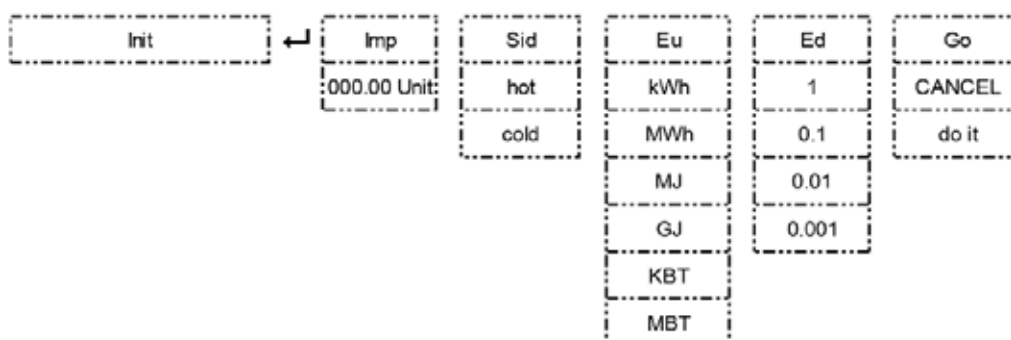 Init Imp Sid Eu Ed Go
000.00 Unit hot kWh 1 CANCEL
cold MWh 0.1 do it
MJ 0.01
GJ 0.001
KBT
MBT